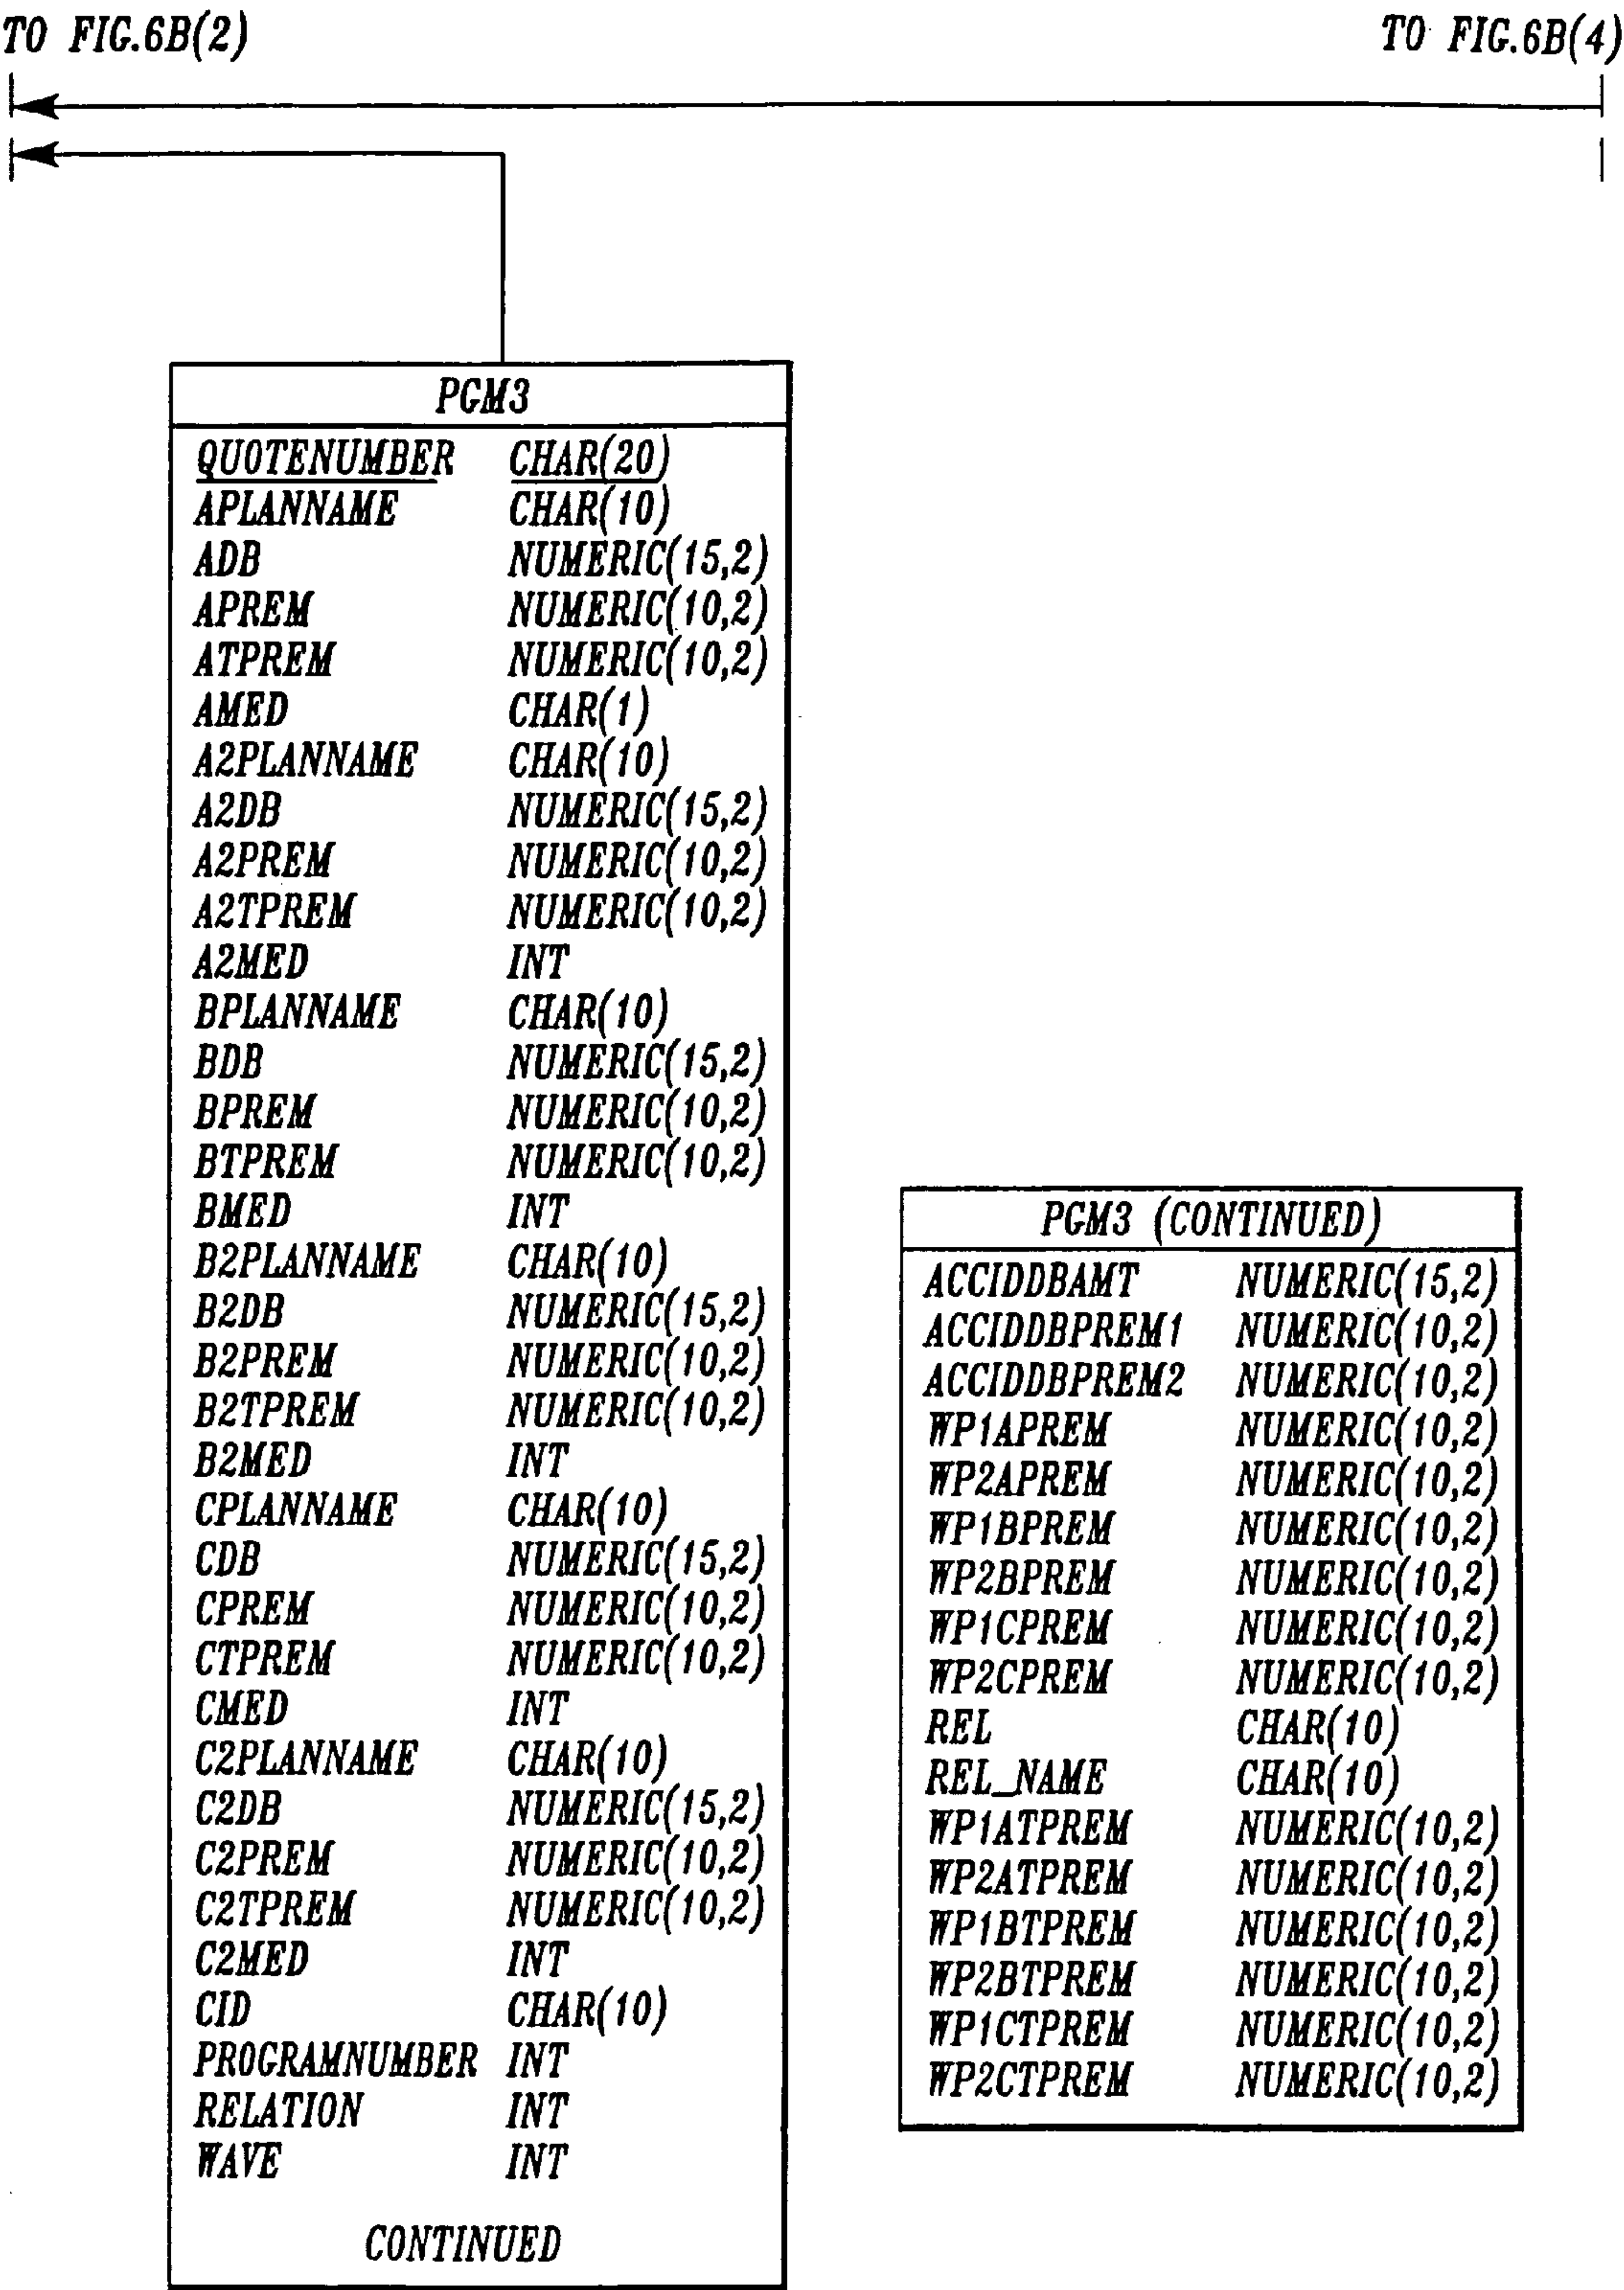 TO FIG.6B(2) TO FIG.6B(4)
PGM3
QUOTENUMBER CHAR(20)
APLANNAME CHAR(10)
ADB NUMERIC(15,2)
APREM NUMERIC(10,2)
ATPREM NUMERIC(10,2)
AMED CHAR(1)
A2PLANNAME CHAR(10)
A2DB NUMERIC(15,2)
A2PREM NUMERIC(10,2)
A2TPREM NUMERIC(10,2)
A2MED INT
BPLANNAME CHAR(10)
BDB NUMERIC(15,2)
BPREM NUMERIC(10,2)
BTPREM NUMERIC(10,2)
BMED INT
B2PLANNAME CHAR(10)
B2DB NUMERIC(15,2)
B2PREM NUMERIC(10,2)
B2TPREM NUMERIC(10,2)
B2MED INT
CPLANNAME CHAR(10)
CDB NUMERIC(15,2)
CPREM NUMERIC(10,2)
CTPREM NUMERIC(10,2)
CMED INT
C2PLANNAME CHAR(10)
C2DB NUMERIC(15,2)
C2PREM NUMERIC(10,2)
C2TPREM NUMERIC(10,2)
C2MED INT
CID CHAR(10)
PROGRAMNUMBER INT
RELATION INT
WAVE INT
CONTINUED
PGM3 (CONTINUED)
ACCIDDBAMT NUMERIC(15,2)
ACCIDDBPREM1 NUMERIC(10,2)
ACCIDDBPREM2 NUMERIC(10,2)
WP1APREM NUMERIC(10,2)
WP2APREM NUMERIC(10,2)
WP1BPREM NUMERIC(10,2)
WP2BPREM NUMERIC(10,2)
WP1CPREM NUMERIC(10,2)
WP2CPREM NUMERIC(10,2)
REL CHAR(10)
REL_NAME CHAR(10)
WP1ATPREM NUMERIC(10,2)
WP2ATPREM NUMERIC(10,2)
WP1BTPREM NUMERIC(10,2)
WP2BTPREM NUMERIC(10,2)
WP1CTPREM NUMERIC(10,2)
WP2CTPREM NUMERIC(10,2)